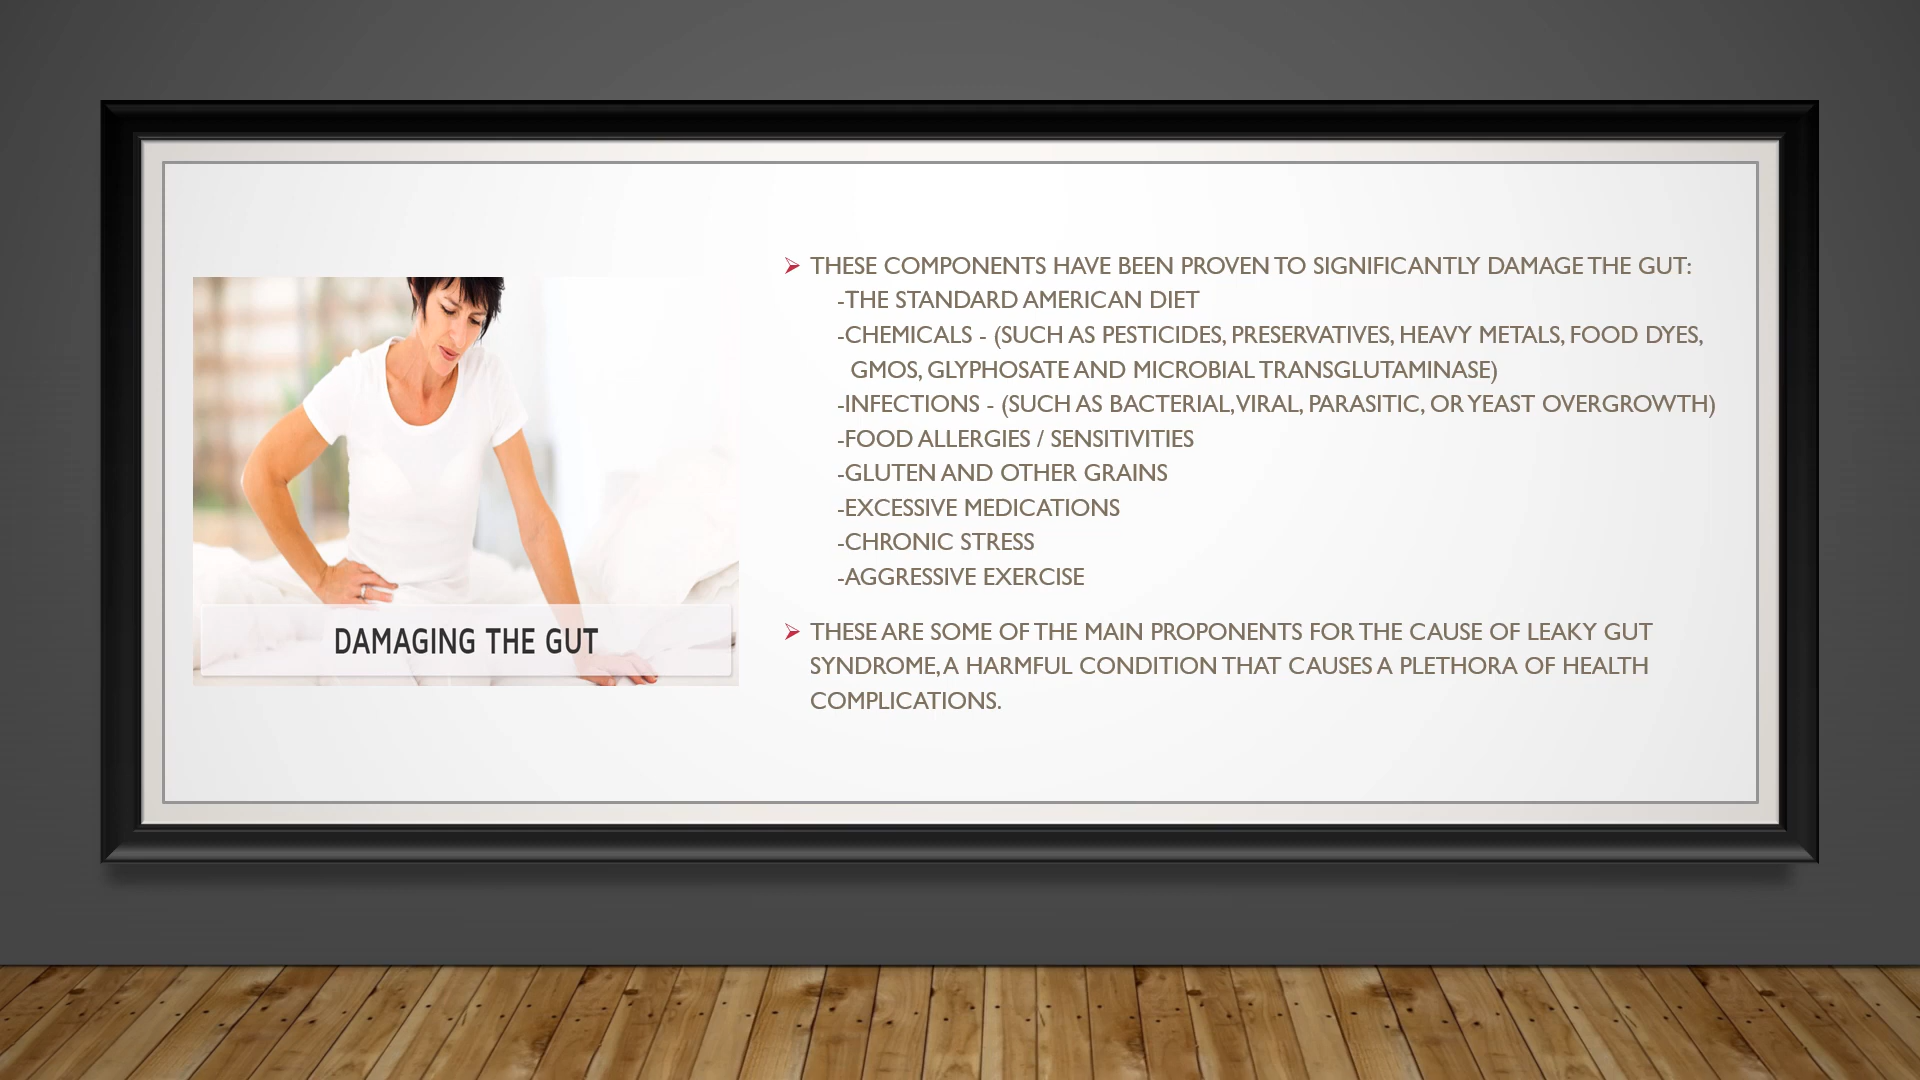 DAMAGING THE GUT
THESE COMPONENTS HAVE BEEN PROVEN TO SIGNIFICANTLY DAMAGE THE GUT:
-THE STANDARD AMERICAN DIET
-CHEMICALS - (SUCH AS PESTICIDES, PRESERVATIVES, HEAVY METALS, FOOD DYES,
GMOS, GLYPHOSATE AND MICROBIAL TRANSGLUTAMINASE)
-INFECTIONS - (SUCH AS BACTERIAL, VIRAL, PARASITIC, OR YEAST OVERGROWTH)
-FOOD ALLERGIES / SENSITIVITIES
-GLUTEN AND OTHER GRAINS
-EXCESSIVE MEDICATIONS
-CHRONIC STRESS
-AGGRESSIVE EXERCISE
THESE ARE SOME OF THE MAIN PROPONENTS FOR THE CAUSE OF LEAKY GUT
SYNDROME, A HARMFUL CONDITION THAT CAUSES A PLETHORA OF HEALTH
COMPLICATIONS.